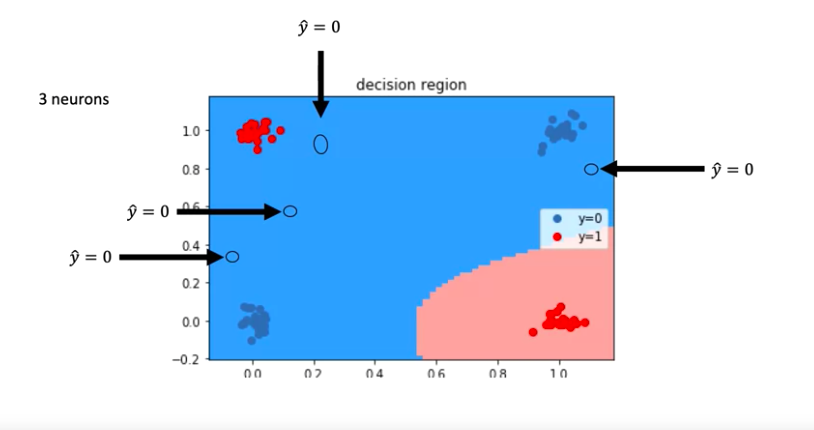 ŷ = 0
decision region
3 neurons
1.0
0.8
ŷ = 0
ŷ = 0
0.6
y=0
y=1
0.4
ŷ = 0
0.2
0.0
−0.2
0.0 0.2 0.4 0.6 0.8 1.0